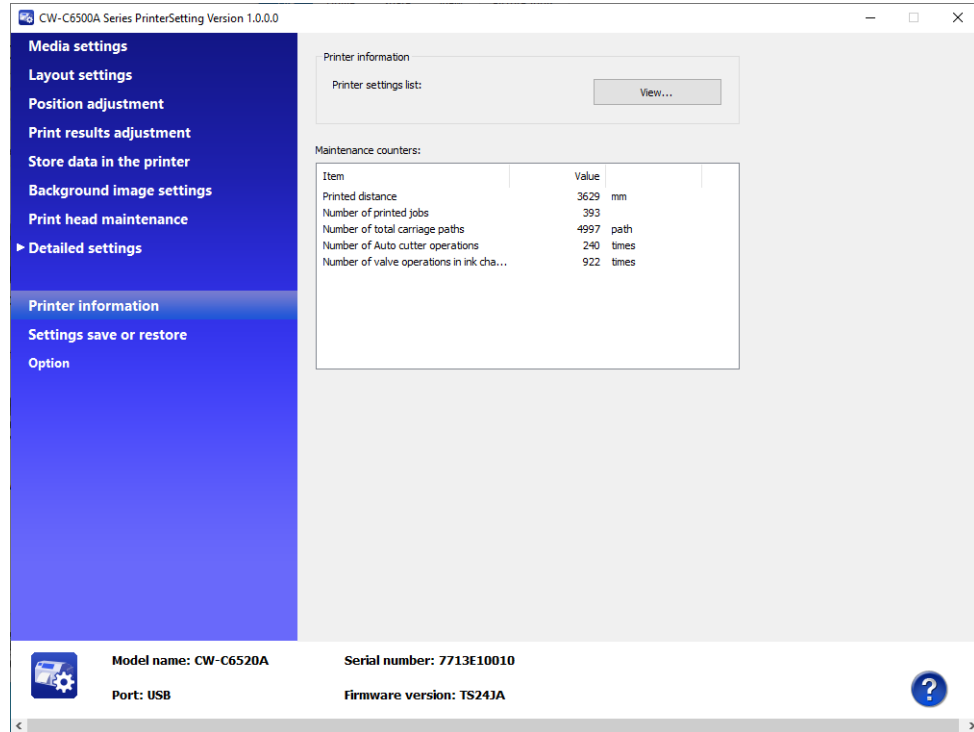 CW-C6500A Series PrinterSetting Version 1.0.0.0
Media settings
Layout settings
Position adjustment
Print results adjustment
Store data in the printer
Background image settings
Print head maintenance
Detailed settings
Printer information
Settings save or restore
Option
Printer information
Printer settings list:
View...
Maintenance counters:
Item Value
Printed distance 3629 mm
Number of printed jobs 393
Number of total carriage paths 4997 path
Number of Auto cutter operations 240 times
Number of valve operations in ink cha... 922 times
Model name: CW-C6520A Serial number: 7713E10010
Port: USB Firmware version: TS24JA
?